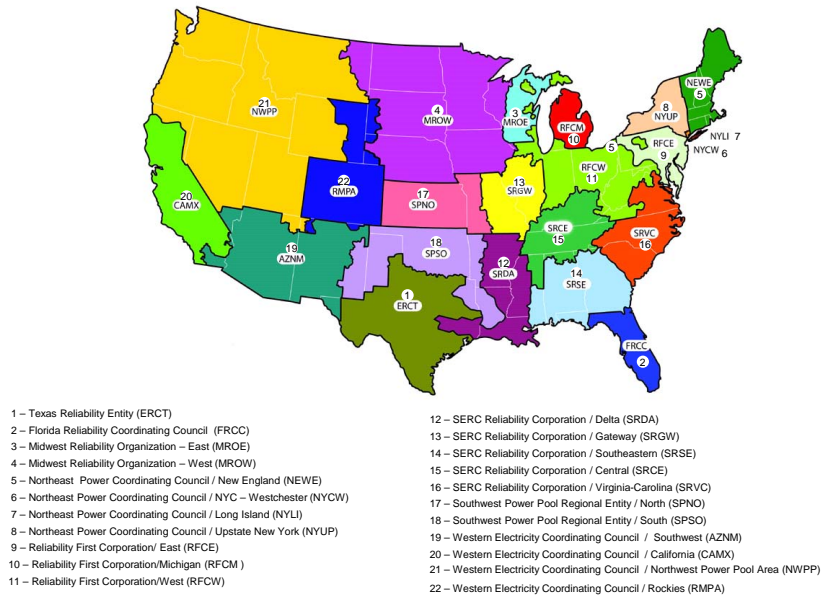 21
NWPP
4
MROW
3
MROE
RFCM
10
8
NYUP
NEWE
5
NYLI 7
NYCW 6
RFCE
9
5
RFCW
11
13
SRGW
22
RMPA
17
SPNO
20
CAMX
19
AZNM
18
SPSO
12
SRDA
SRCE
15
SRVC
16
14
SRSE
1
ERCT
FRCC
2
1 – Texas Reliability Entity (ERCT)
2 – Florida Reliability Coordinating Council (FRCC)
3 – Midwest Reliability Organization – East (MROE)
4 – Midwest Reliability Organization – West (MROW)
5 – Northeast Power Coordinating Council / New England (NEWE)
6 – Northeast Power Coordinating Council / NYC – Westchester (NYCW)
7 – Northeast Power Coordinating Council / Long Island (NYLI)
8 – Northeast Power Coordinating Council / Upstate New York (NYUP)
9 – Reliability First Corporation/ East (RFCE)
10 – Reliability First Corporation/Michigan (RFCM )
11 – Reliability First Corporation/West (RFCW)
12 – SERC Reliability Corporation / Delta (SRDA)
13 – SERC Reliability Corporation / Gateway (SRGW)
14 – SERC Reliability Corporation / Southeastern (SRSE)
15 – SERC Reliability Corporation / Central (SRCE)
16 – SERC Reliability Corporation / Virginia-Carolina (SRVC)
17 – Southwest Power Pool Regional Entity / North (SPNO)
18 – Southwest Power Pool Regional Entity / South (SPSO)
19 – Western Electricity Coordinating Council / Southwest (AZNM)
20 – Western Electricity Coordinating Council / California (CAMX)
21 – Western Electricity Coordinating Council / Northwest Power Pool Area (NWPP)
22 – Western Electricity Coordinating Council / Rockies (RMPA)